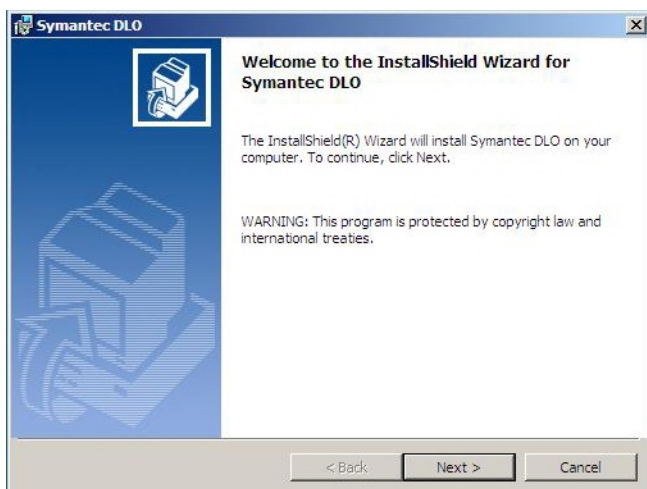 Symantec DLO
Welcome to the InstallShield Wizard for
Symantec DLO
The InstallShield(R) Wizard will install Symantec DLO on your
computer. To continue, click Next.
WARNING: This program is protected by copyright law and
international treaties.
< Back
Next >
Cancel